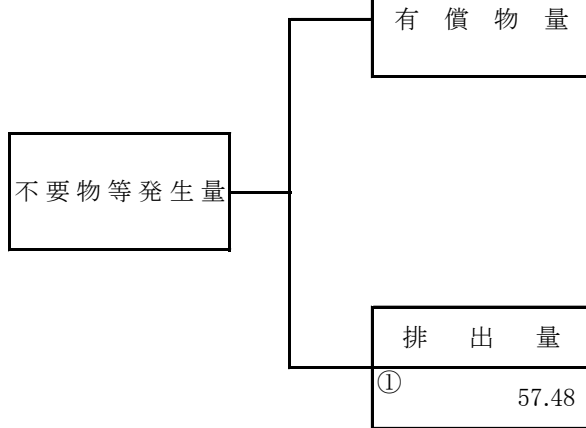 有償物量
不要物等発生量
排出量
①
57.48